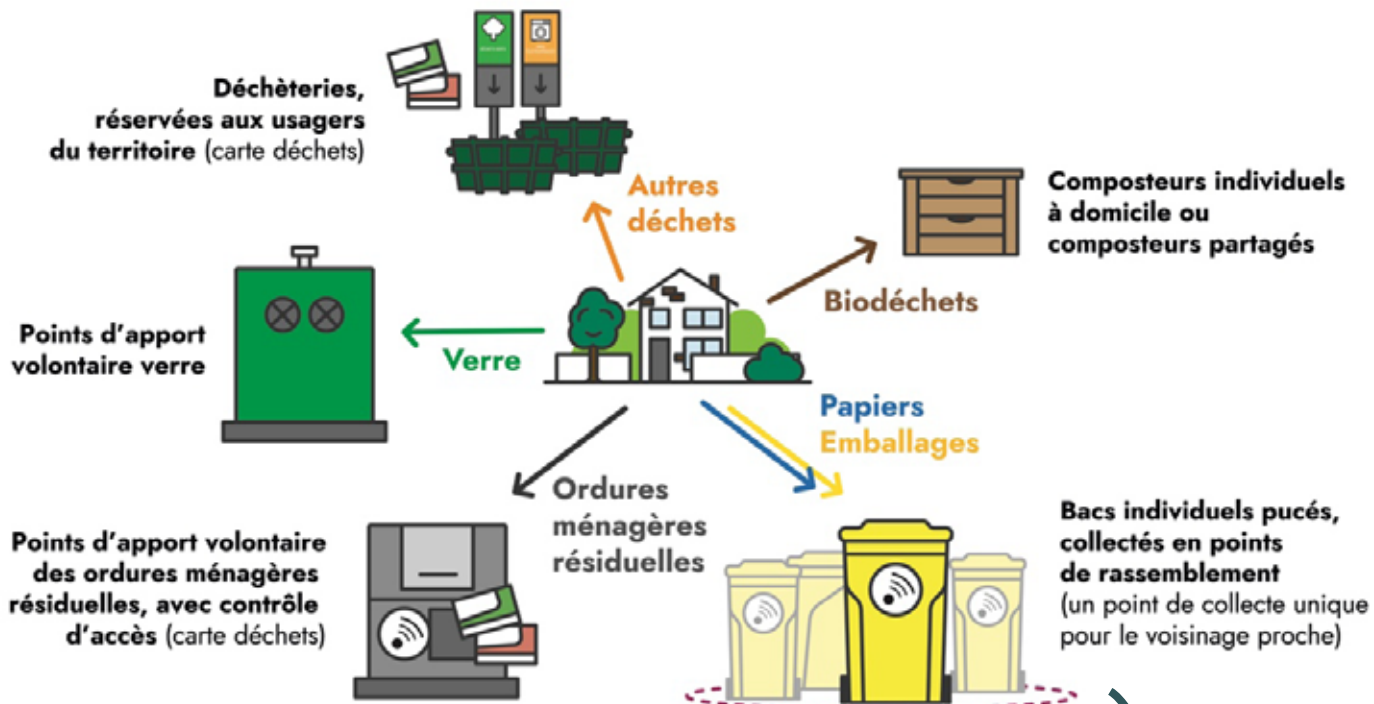 Déchèteries,
réservées aux usagers
du territoire (carte déchets)
Autres
déchets
Composteurs individuels
à domicile ou
composteurs partagés
Biodéchets
Points d'apport
volontaire verre
Verre
Papiers
Emballages
Ordures
ménagères
résiduelles
Points d'apport volontaire
des ordures ménagères
résiduelles, avec contrôle
d'accès (carte déchets)
Bacs individuels pucés,
collectés en points
de rassemblement
(un point de collecte unique
pour le voisinage proche)